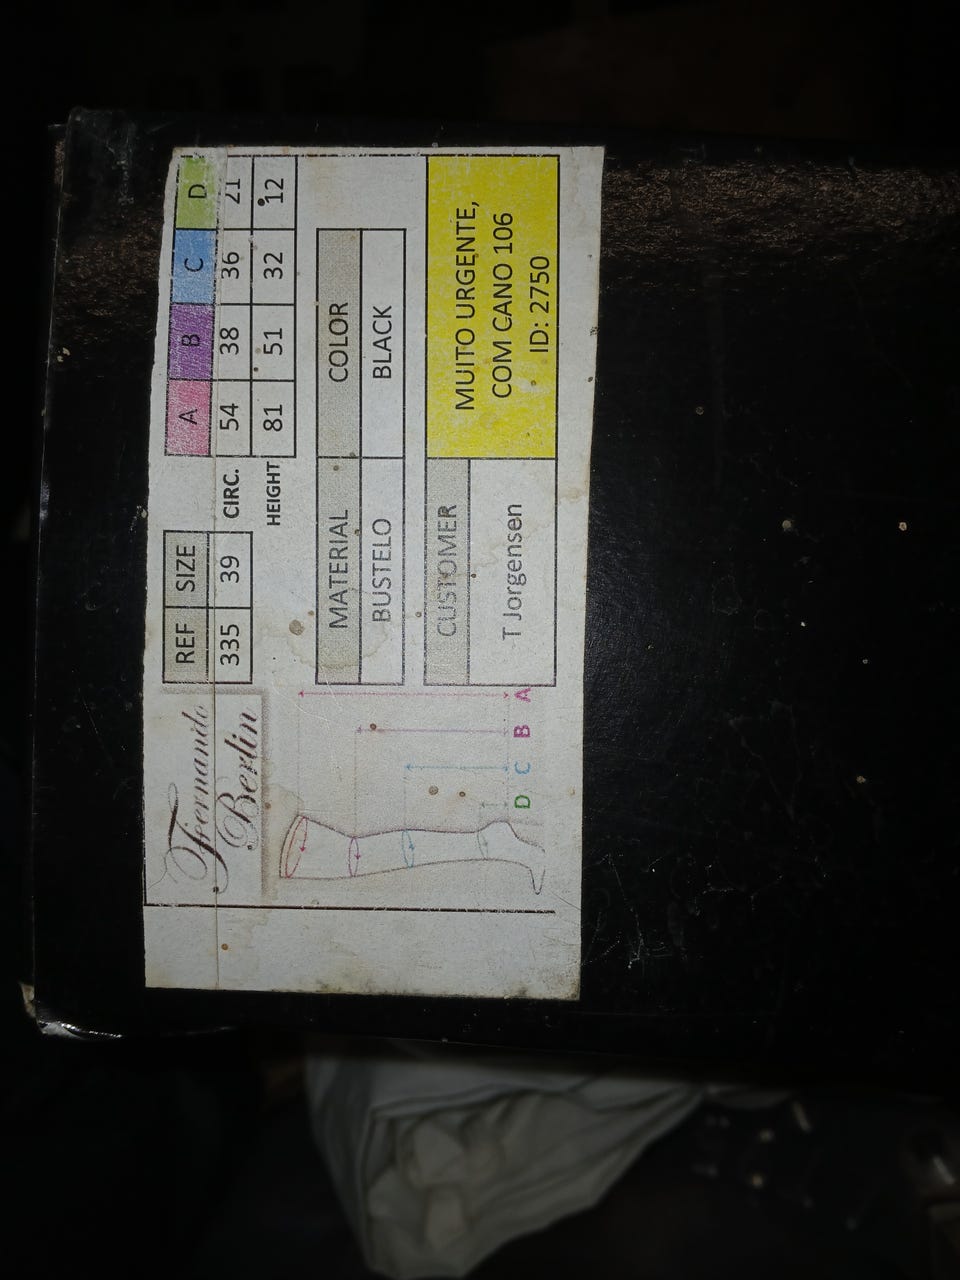 Fernando
Berlin
REF SIZE
335 39
A B C D
CIRC. 54 38 36 21
HEIGHT 81 51 32 12
MATERIAL COLOR
BUSTELO BLACK
CUSTOMER
T Jorgensen
MUITO URGENTE,
COM CANO 106
ID: 2750
D C B A